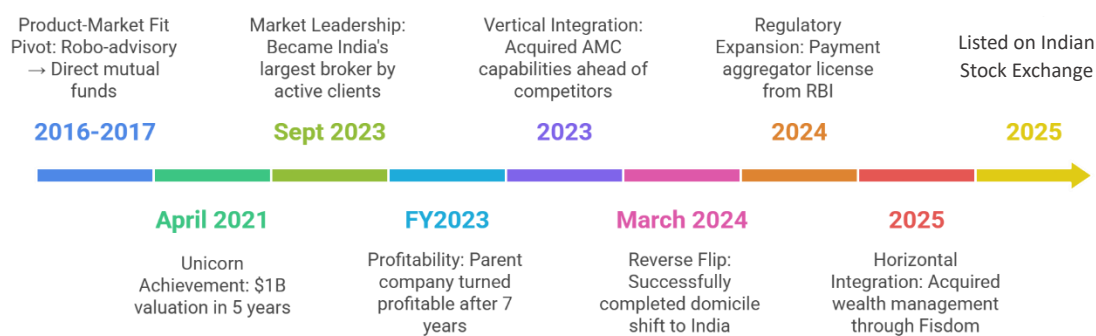 Product-Market Fit
Pivot: Robo-advisory
→ Direct mutual
funds
2016-2017
April 2021
Unicorn
Achievement: $1B
valuation in 5 years
Market Leadership:
Became India's
largest broker by
active clients
Sept 2023
FY2023
Profitability: Parent
company turned
profitable after 7
years
Vertical Integration:
Acquired AMC
capabilities ahead of
competitors
2023
March 2024
Reverse Flip:
Successfully
completed domicile
shift to India
Regulatory
Expansion: Payment
aggregator license
from RBI
2024
2025
Horizontal
Integration: Acquired
wealth management
through Fisdom
Listed on Indian
Stock Exchange
2025